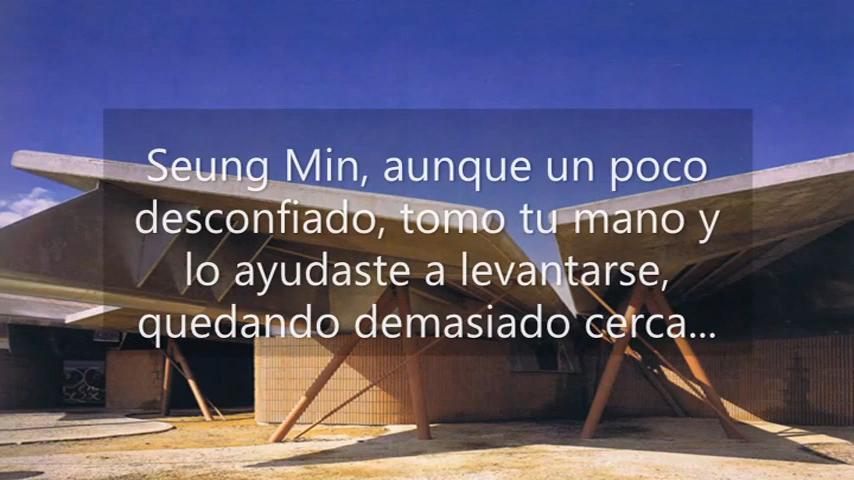 Seung Min, aunque un poco
desconfiado, tomo tu mano y
lo ayudaste a levantarse,
quedando demasiado cerca...